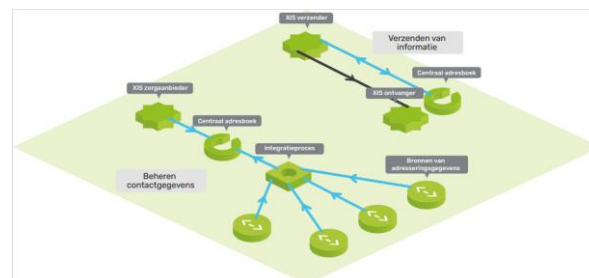 XIS verzender
Verzenden van
informatie
Centraal adresboek
XIS zorgaanbieder
XIS ontvanger
Centraal adresboek
Integratieproces
Bronnen van
adresseringsgegevens
Beheren
contactgegevens